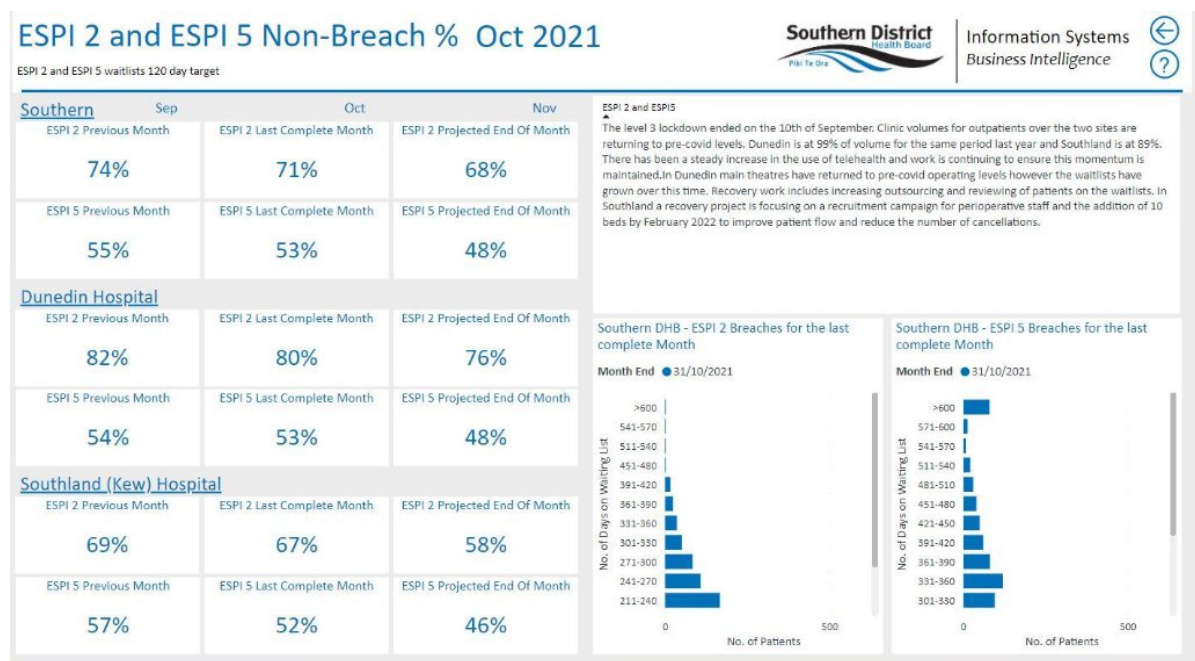 ESPI 2 and ESPI 5 Non-Breach % Oct 2021
ESPI 2 and ESPI 5 waitlists 120 day target
Southern District
Health Board
Piki Te Ora
Information Systems
Business Intelligence
?
Southern Sep Oct Nov
ESPI 2 Previous Month ESPI 2 Last Complete Month ESPI 2 Projected End Of Month
74% 71% 68%
ESPI 5 Previous Month ESPI 5 Last Complete Month ESPI 5 Projected End Of Month
55% 53% 48%
Dunedin Hospital
ESPI 2 Previous Month ESPI 2 Last Complete Month ESPI 2 Projected End Of Month
82% 80% 76%
ESPI 5 Previous Month ESPI 5 Last Complete Month ESPI 5 Projected End Of Month
54% 53% 48%
Southland (Kew) Hospital
ESPI 2 Previous Month ESPI 2 Last Complete Month ESPI 2 Projected End Of Month
69% 67% 58%
ESPI 5 Previous Month ESPI 5 Last Complete Month ESPI 5 Projected End Of Month
57% 52% 46%
ESPI 2 and ESPI5
The level 3 lockdown ended on the 10th of September. Clinic volumes for outpatients over the two sites are
returning to pre-covid levels. Dunedin is at 99% of volume for the same period last year and Southland is at 89%.
There has been a steady increase in the use of telehealth and work is continuing to ensure this momentum is
maintained.In Dunedin main theatres have returned to pre-covid operating levels however the waitlists have
grown over this time. Recovery work includes increasing outsourcing and reviewing of patients on the waitlists. In
Southland a recovery project is focusing on a recruitment campaign for perioperative staff and the addition of 10
beds by February 2022 to improve patient flow and reduce the number of cancellations.
Southern DHB - ESPI 2 Breaches for the last
complete Month
Month End 31/10/2021
No. of Days on Waiting List
>600
541-570
511-540
451-480
391-420
361-390
331-360
301-330
271-300
241-270
211-240
0 500
No. of Patients
Southern DHB - ESPI 5 Breaches for the last
complete Month
Month End 31/10/2021
No. of Days on Waiting List
>600
571-600
541-570
511-540
481-510
451-480
421-450
391-420
361-390
331-360
301-330
0 500
No. of Patients